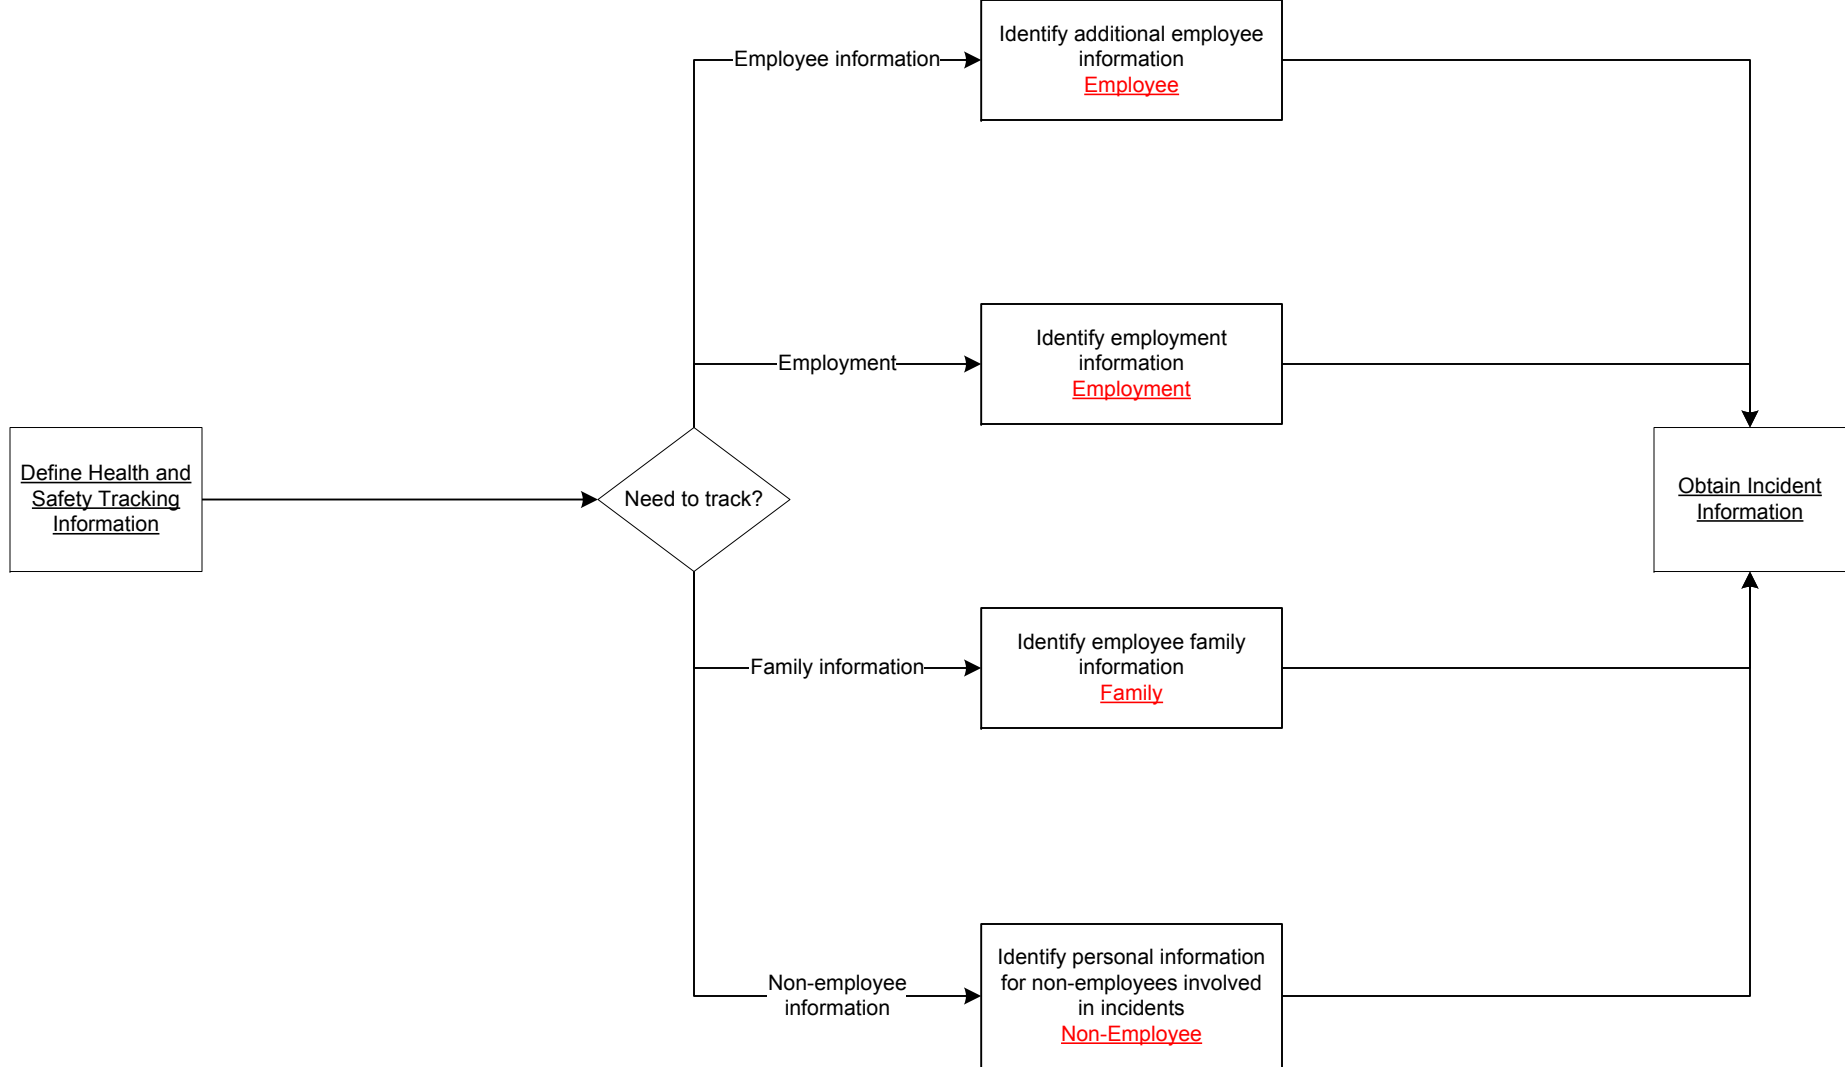 Identify additional employee
information
Employee
Employee information
Identify employment
information
Employment
Employment
Define Health and
Safety Tracking
Information
Need to track?
Obtain Incident
Information
Identify employee family
information
Family
Family information
Identify personal information
for non-employees involved
in incidents
Non-Employee
Non-employee
information